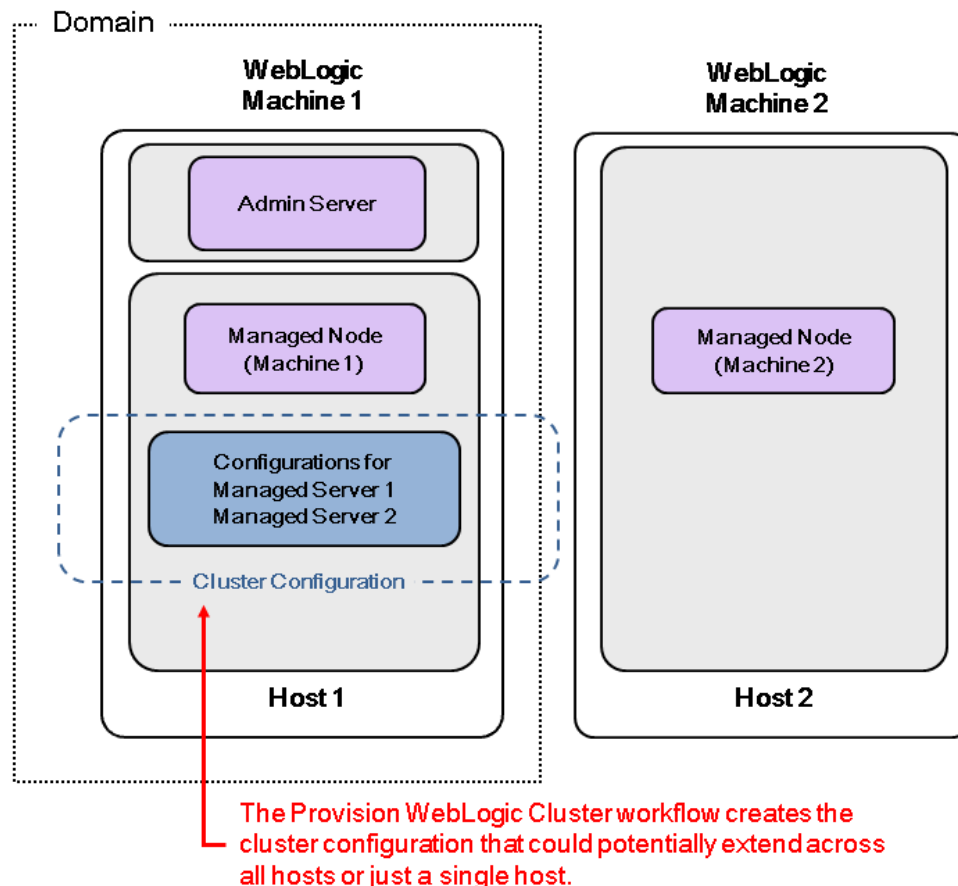 Domain
WebLogic
Machine 1
WebLogic
Machine 2
Admin Server
Managed Node
(Machine 1)
Managed Node
(Machine 2)
Configurations for
Managed Server 1
Managed Server 2
Cluster Configuration
Host 1
Host 2
The Provision WebLogic Cluster workflow creates the
cluster configuration that could potentially extend across
all hosts or just a single host.